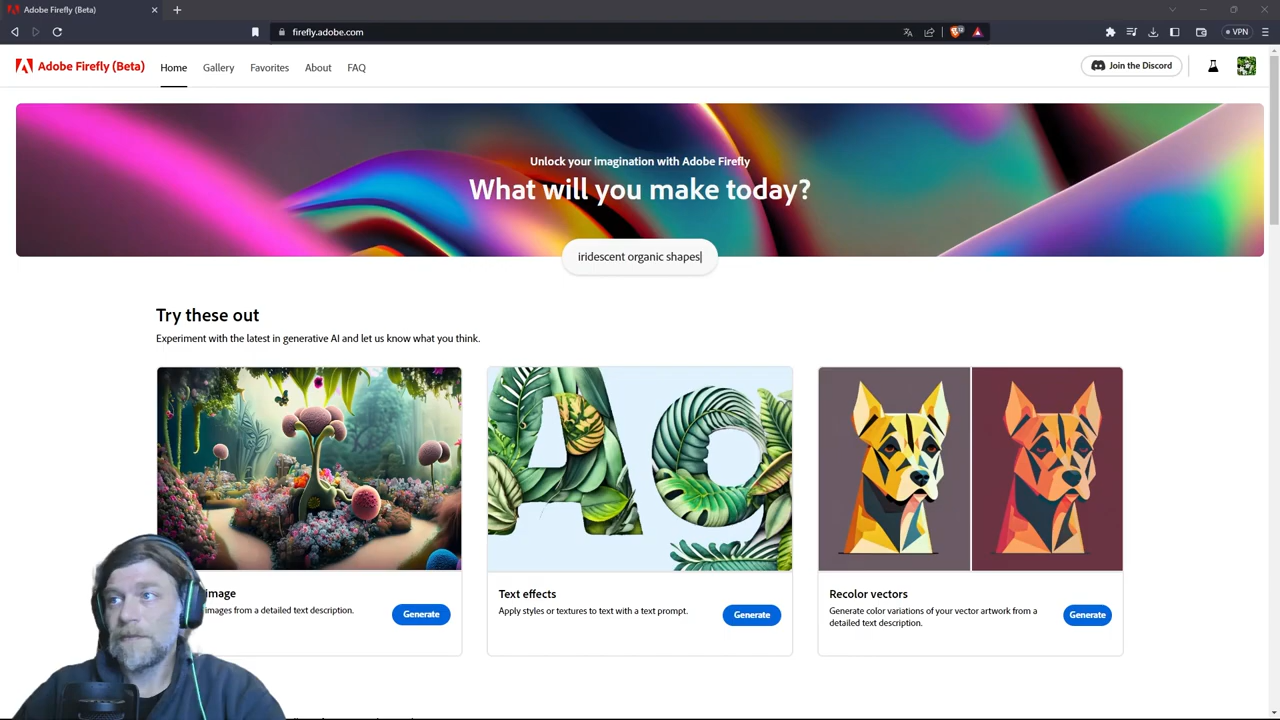 Adobe Firefly (Beta)
firefly.adobe.com
VPN
Adobe Firefly (Beta)
Home
Gallery
Favorites
About
FAQ
Join the Discord
Unlock your imagination with Adobe Firefly
What will you make today?
iridescent organic shapes
Try these out
Experiment with the latest in generative AI and let us know what you think.
Ag
image
images from a detailed text description.
Generate
Text effects
Apply styles or textures to text with a text prompt.
Generate
Recolor vectors
Generate color variations of your vector artwork from a
detailed text description.
Generate